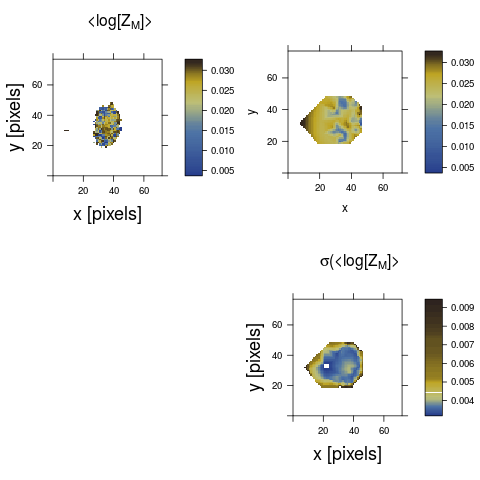 <log[Z_M]>
60
40
20
20 40 60
x [pixels]
y [pixels]
0.030
0.025
0.020
0.015
0.010
0.005
60
40
20
20 40 60
x
y
0.030
0.025
0.020
0.015
0.010
0.005
σ(<log[Z_M]>
60
40
20
20 40 60
x [pixels]
y [pixels]
0.009
0.008
0.007
0.006
0.005
0.004